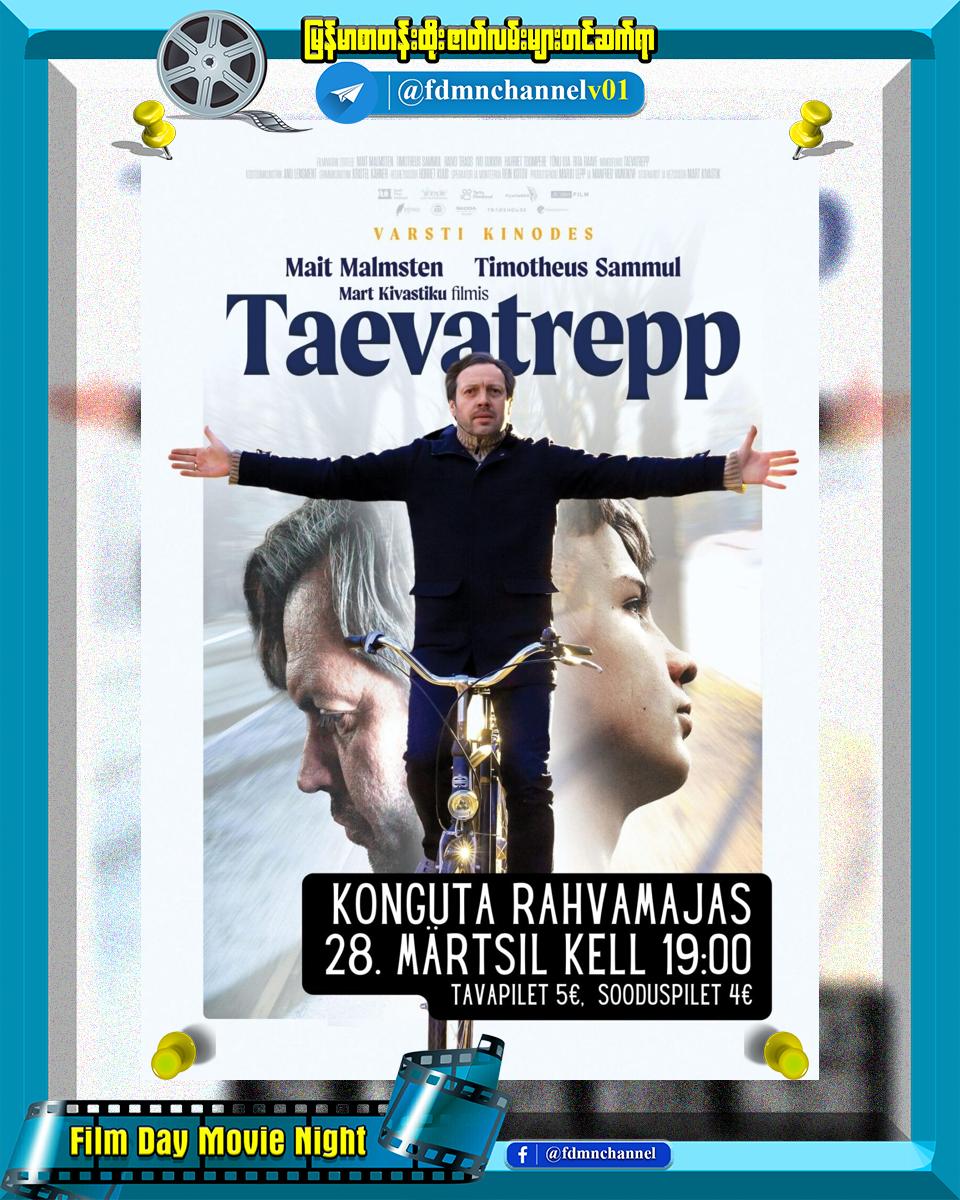 မြန်မာစာတန်းထိုးဇာတ်လမ်းများတင်ဆက်ရာ
@fdmnchannelv01
VARSTI KINODES
Mait Malmsten Timotheus Sammul
Mart Kivastiku filmis
Taevatrepp
KONGUTA RAHVAMAJAS
28. MÄRTSIL KELL 19:00
TAVAPILET 5€, SOODUSPILET 4€
Film Day Movie Night
@fdmnchannel